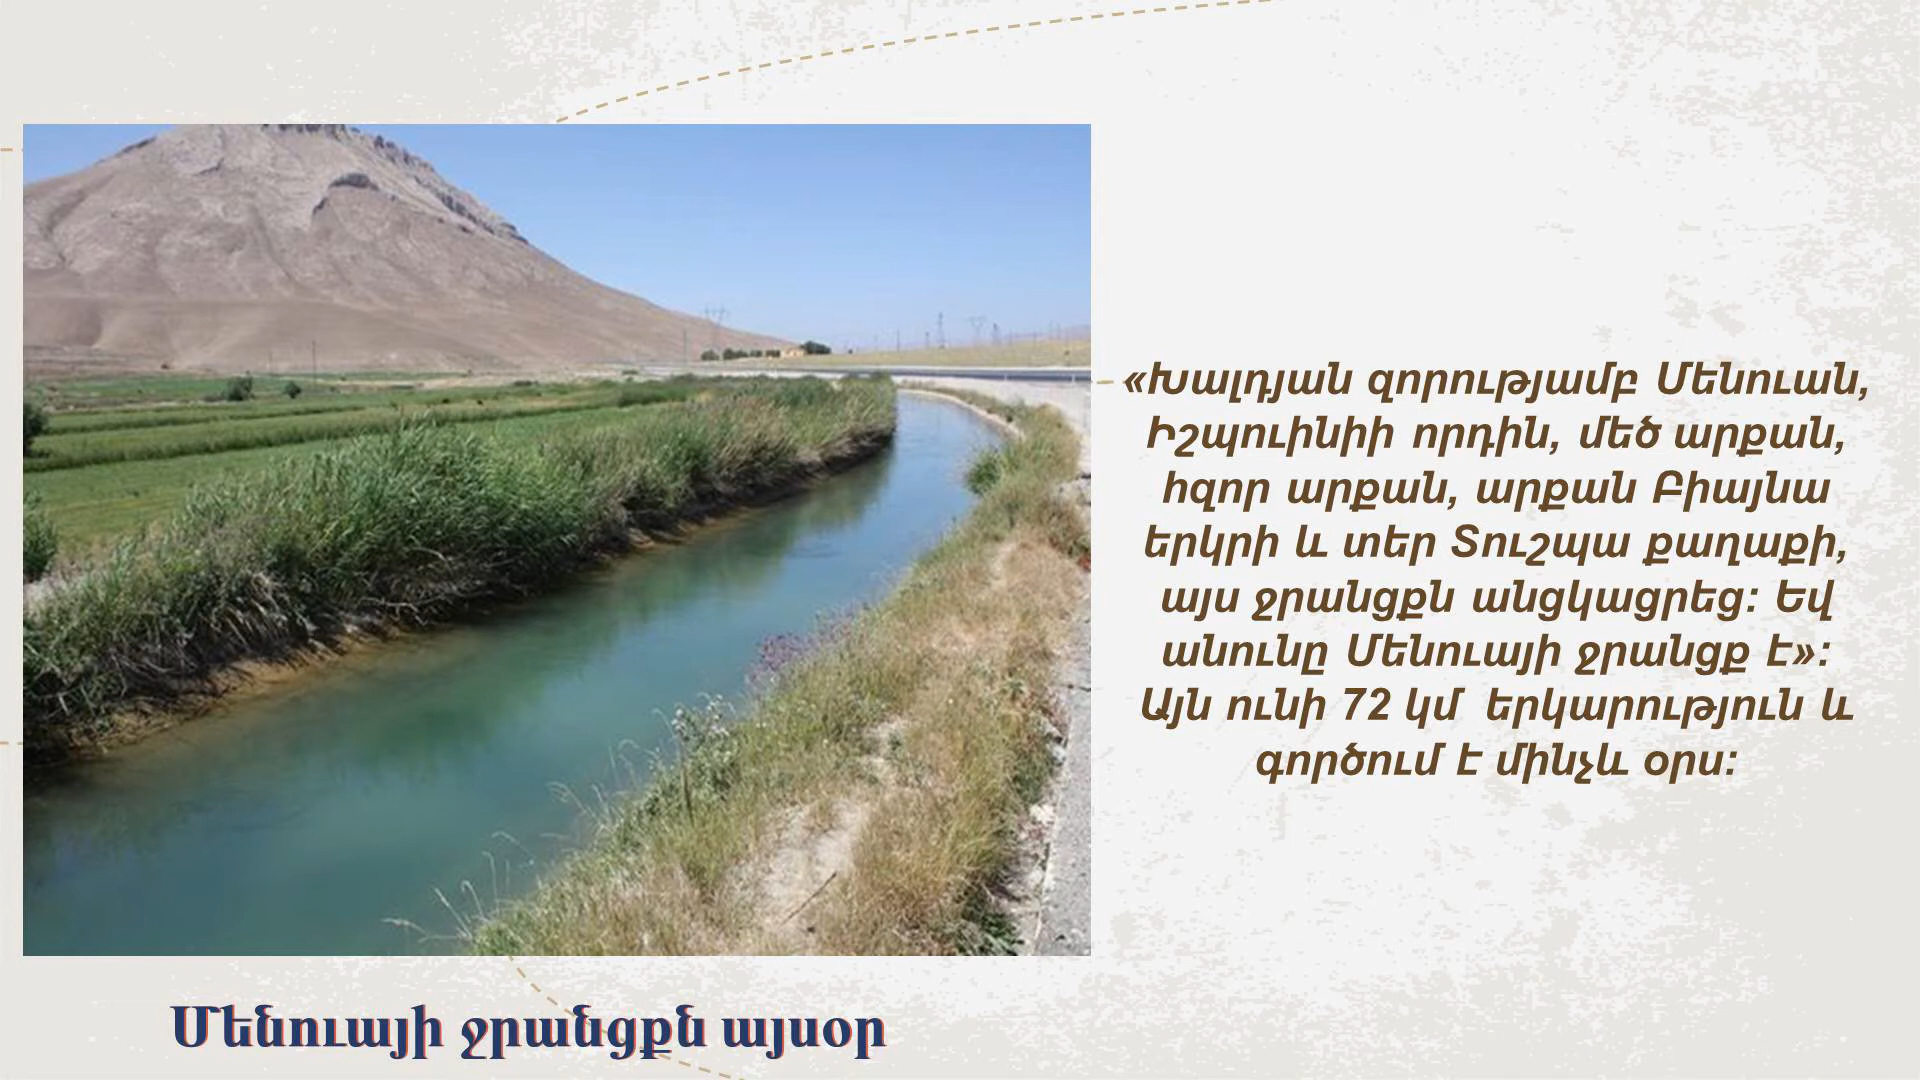 «Խալդյան զորությամբ Մենուան,
Իշպուինիի որդին, մեծ արքան,
հզոր արքան, արքան Բիայնա
երկրի և տեր Տուշպա քաղաքի,
այս ջրանցքն անցկացրեց: Եվ
անունը Մենուայի ջրանցք է»:
Այն ունի 72 կմ երկարություն և
գործում է մինչև օրս:
Մենուայի ջրանցքն այսօր